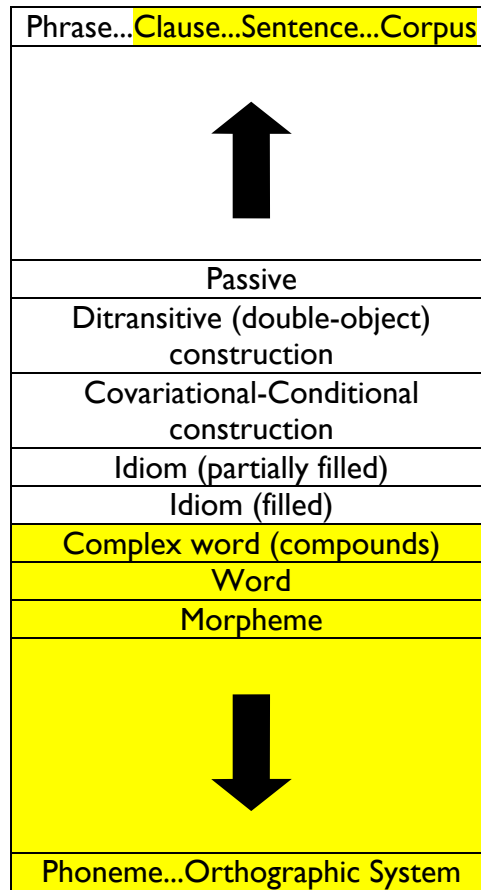 Phrase...Clause...Sentence...Corpus
Passive
Ditransitive (double-object)
construction
Covariational-Conditional
construction
Idiom (partially filled)
Idiom (filled)
Complex word (compounds)
Word
Morpheme
Phoneme...Orthographic System